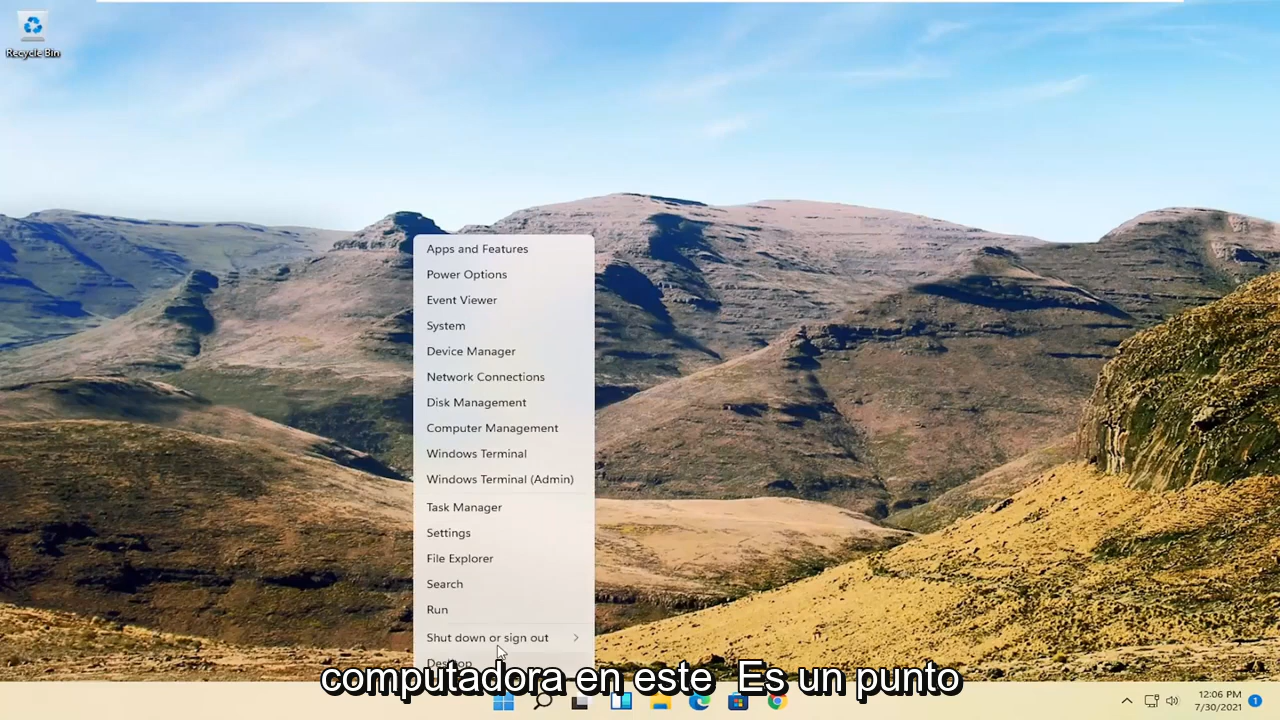 Recycle Bin
Apps and Features
Power Options
Event Viewer
System
Device Manager
Network Connections
Disk Management
Computer Management
Windows Terminal
Windows Terminal (Admin)
Task Manager
Settings
File Explorer
Search
Run
Shut down or sign out
Desktop
computadora en este  Es un punto
12:06 PM
7/30/2021
1